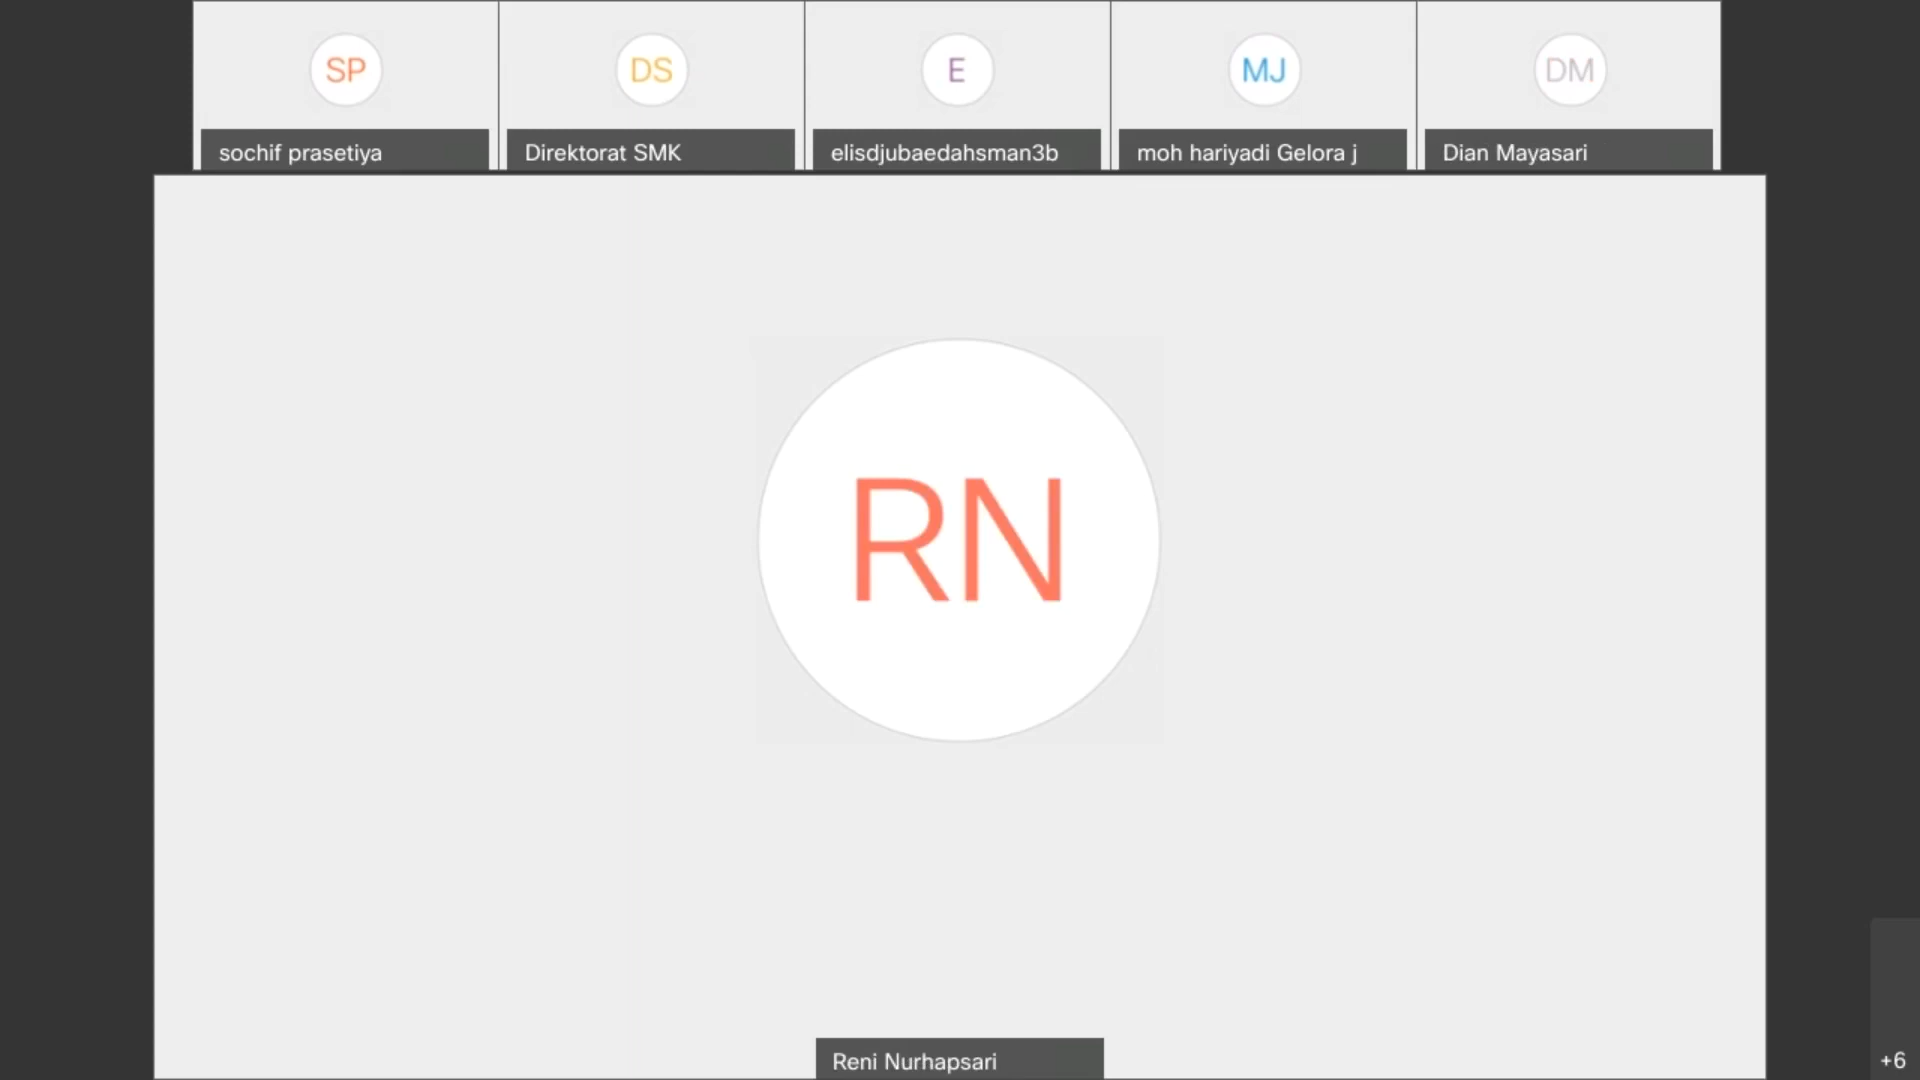 SP
DS
E
MJ
DM
sochif prasetiya
Direktorat SMK
elisdjubaedahsman3b
moh hariyadi Gelora j
Dian Mayasari
RN
Reni Nurhapsari
+6